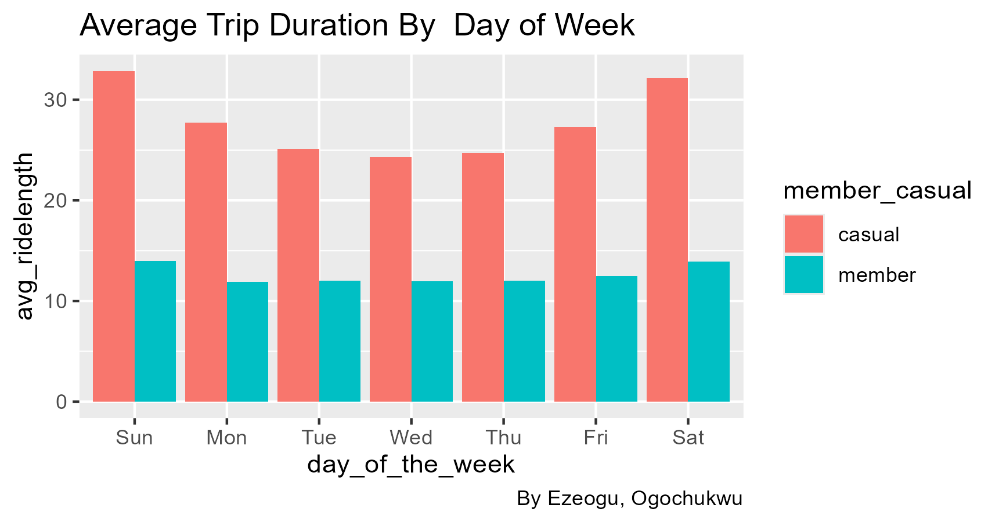 Average Trip Duration By  Day of Week
avg_ridelength
30
20
10
0
Sun Mon Tue Wed Thu Fri Sat
day_of_the_week
member_casual
casual
member
By Ezeogu, Ogochukwu